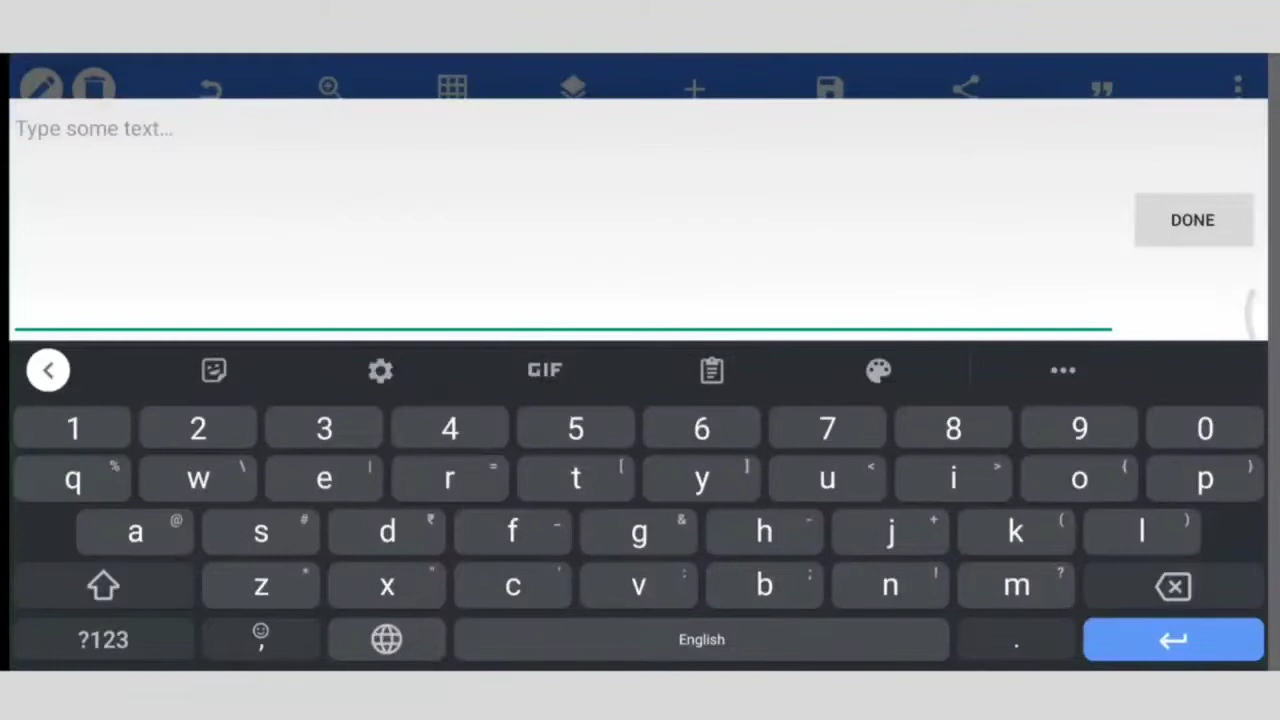 Type some text...
DONE
GIF
1 2 3 4 5 6 7 8 9 0
q % w \ e | r = t [ y ] u < i > o { p }
a @ s # d ₹ f _ g & h - j + k ( l )
z * x " c ' v : b ; n ! m ?
?123 , English .